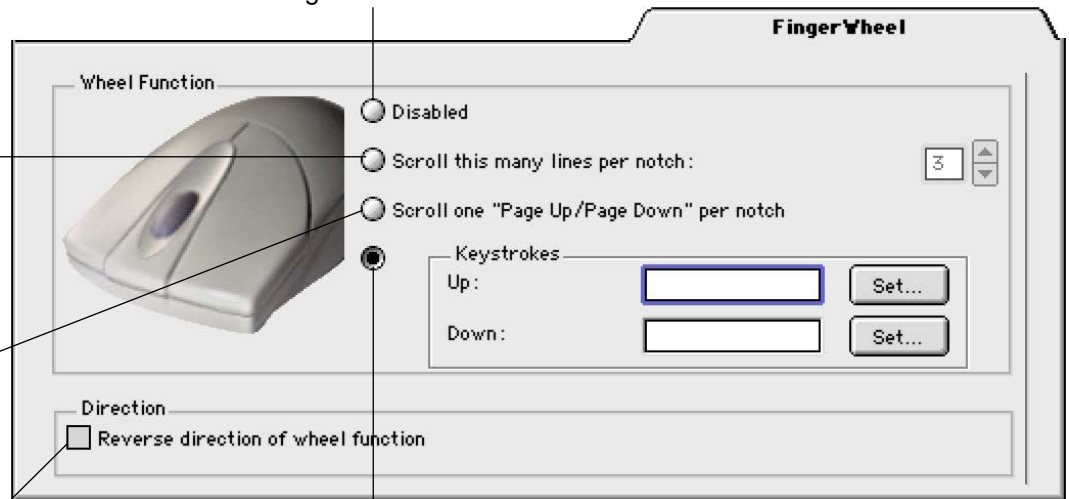 FingerWheel
Wheel Function
Disabled
Scroll this many lines per notch:
3
Scroll one "Page Up/Page Down" per notch
Keystrokes
Up:
Set...
Down:
Set...
Direction
Reverse direction of wheel function